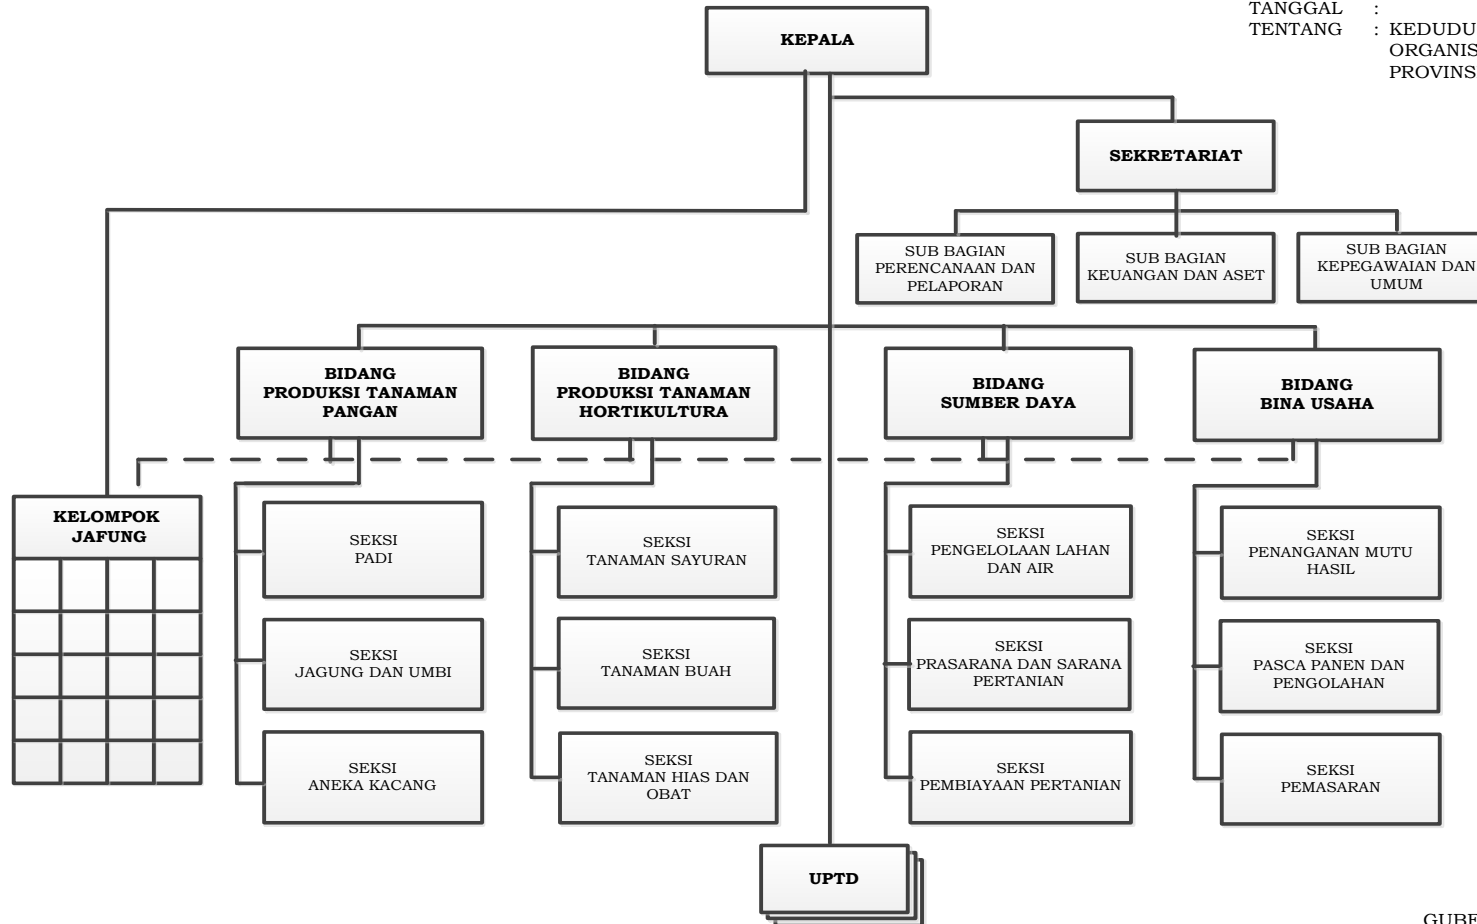 TANGGAL :
TENTANG : KEDUDU
ORGANIS
PROVINS
KEPALA
SEKRETARIAT
SUB BAGIAN
PERENCANAAN DAN
PELAPORAN
SUB BAGIAN
KEUANGAN DAN ASET
SUB BAGIAN
KEPEGAWAIAN DAN
UMUM
BIDANG
PRODUKSI TANAMAN
PANGAN
BIDANG
PRODUKSI TANAMAN
HORTIKULTURA
BIDANG
SUMBER DAYA
BIDANG
BINA USAHA
KELOMPOK
JAFUNG
SEKSI
PADI
SEKSI
JAGUNG DAN UMBI
SEKSI
ANEKA KACANG
SEKSI
TANAMAN SAYURAN
SEKSI
TANAMAN BUAH
SEKSI
TANAMAN HIAS DAN
OBAT
SEKSI
PENGELOLAAN LAHAN
DAN AIR
SEKSI
PRASARANA DAN SARANA
PERTANIAN
SEKSI
PEMBIAYAAN PERTANIAN
SEKSI
PENANGANAN MUTU
HASIL
SEKSI
PASCA PANEN DAN
PENGOLAHAN
SEKSI
PEMASARAN
UPTD
GUBE